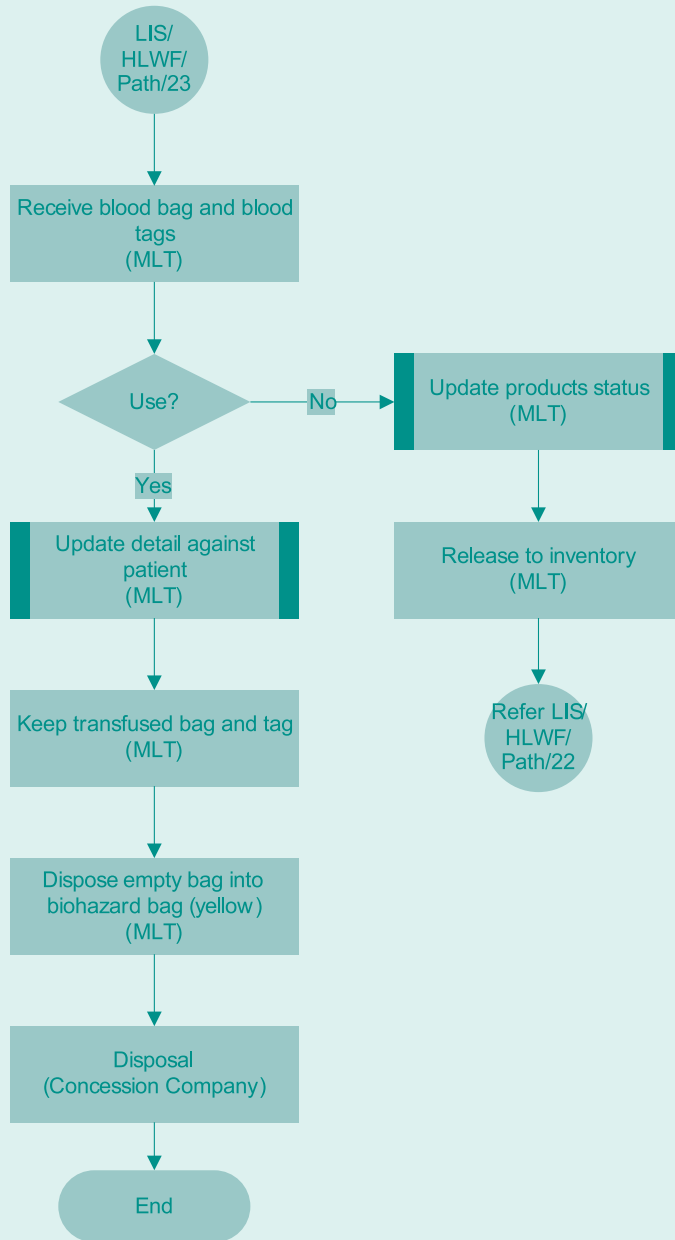 LIS/
HLWF/
Path/23
Receive blood bag and blood
tags
(MLT)
Use?
No
Update products status
(MLT)
Yes
Update detail against
patient
(MLT)
Release to inventory
(MLT)
Keep transfused bag and tag
(MLT)
Refer LIS/
HLWF/
Path/22
Dispose empty bag into
biohazard bag (yellow)
(MLT)
Disposal
(Concession Company)
End